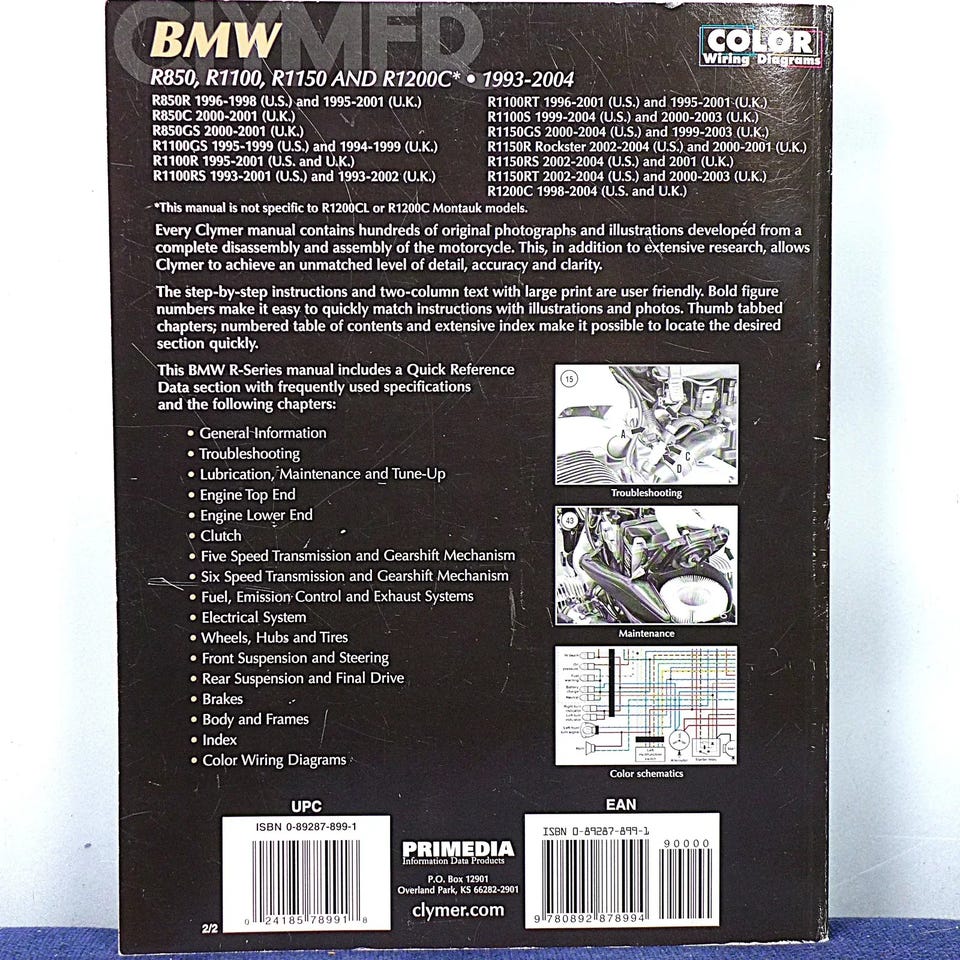 CLYMER
BMW
COLOR
Wiring Diagrams
R850, R1100, R1150 AND R1200C* • 1993-2004
R850R 1996-1998 (U.S.) and 1995-2001 (U.K.)
R850C 2000-2001 (U.K.)
R850GS 2000-2001 (U.K.)
R1100GS 1995-1999 (U.S.) and 1994-1999 (U.K.)
R1100R 1995-2001 (U.S. and U.K.)
R1100RS 1993-2001 (U.S.) and 1993-2002 (U.K.)
R1100RT 1996-2001 (U.S.) and 1995-2001 (U.K.)
R1100S 1999-2004 (U.S.) and 2000-2003 (U.K.)
R1150GS 2000-2004 (U.S.) and 1999-2003 (U.K.)
R1150R Rockster 2002-2004 (U.S.) and 2000-2001 (U.K.)
R1150RS 2002-2004 (U.S.) and 2001 (U.K.)
R1150RT 2002-2004 (U.S.) and 2000-2003 (U.K.)
R1200C 1998-2004 (U.S. and U.K.)
*This manual is not specific to R1200CL or R1200C Montauk models.
Every Clymer manual contains hundreds of original photographs and illustrations developed from a
complete disassembly and assembly of the motorcycle. This, in addition to extensive research, allows
Clymer to achieve an unmatched level of detail, accuracy and clarity.
The step-by-step instructions and two-column text with large print are user friendly. Bold figure
numbers make it easy to quickly match instructions with illustrations and photos. Thumb tabbed
chapters; numbered table of contents and extensive index make it possible to locate the desired
section quickly.
This BMW R-Series manual includes a Quick Reference
Data section with frequently used specifications
and the following chapters:
• General Information
• Troubleshooting
• Lubrication, Maintenance and Tune-Up
• Engine Top End
• Engine Lower End
• Clutch
• Five Speed Transmission and Gearshift Mechanism
• Six Speed Transmission and Gearshift Mechanism
• Fuel, Emission Control and Exhaust Systems
• Electrical System
• Wheels, Hubs and Tires
• Front Suspension and Steering
• Rear Suspension and Final Drive
• Brakes
• Body and Frames
• Index
• Color Wiring Diagrams
15
A
C
D
Troubleshooting
43
Maintenance
Color schematics
UPC
ISBN 0-89287-899-1
0 24185 78991 8
2/2
PRIMEDIA
Information Data Products
P.O. Box 12901
Overland Park, KS 66282-2901
clymer.com
EAN
ISBN 0-89287-899-1
90000
9 780892 878994